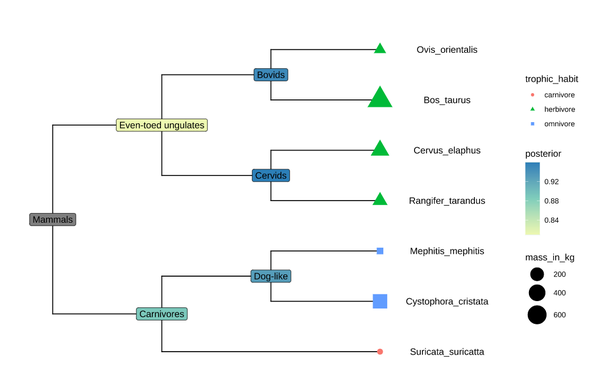 Ovis_orientalis
Bovids
Bos_taurus
Even-toed ungulates
Cervus_elaphus
Cervids
Rangifer_tarandus
Mammals
Mephitis_mephitis
Dog-like
Cystophora_cristata
Carnivores
Suricata_suricatta
trophic_habit
carnivore
herbivore
omnivore
posterior
0.92
0.88
0.84
mass_in_kg
200
400
600